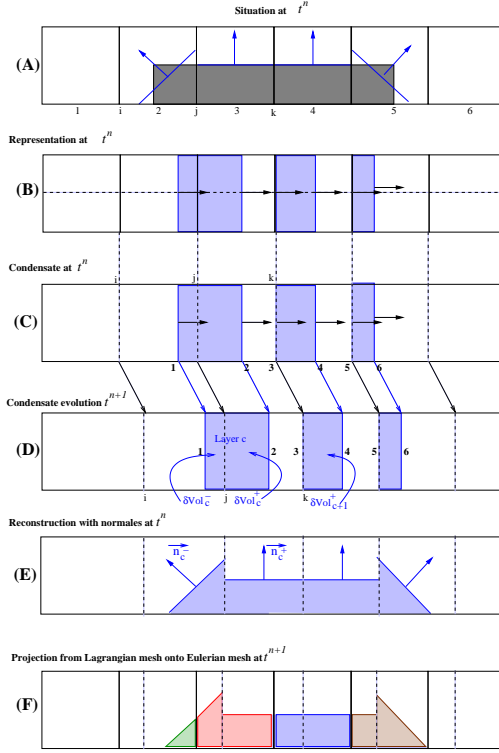 Situation at t^n
(A)
1 i 2 j 3 k 4 5 6
Representation at t^n
(B)
Condensate at t^n
i j k
(C)
1 2 3 4 5 6
Condensate evolution t^{n+1}
(D)
Layer c
1 2 3 4 5 6
i δVol_c^- j δVol_c^+ k δVol_{c+1}^+
Reconstruction with normales at t^n
n_c^- n_c^+
(E)
Projection from Lagrangian mesh onto Eulerian mesh at t^{n+1}
(F)